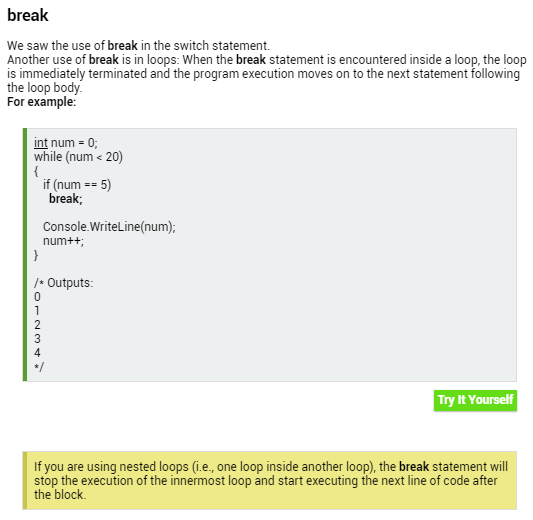 break
We saw the use of break in the switch statement.
Another use of break is in loops: When the break statement is encountered inside a loop, the loop
is immediately terminated and the program execution moves on to the next statement following
the loop body.
For example:
int num = 0;
while (num < 20)
{
if (num == 5)
break;
Console.WriteLine(num);
num++;
}
/* Outputs:
0
1
2
3
4
*/
Try It Yourself
If you are using nested loops (i.e., one loop inside another loop), the break statement will
stop the execution of the innermost loop and start executing the next line of code after
the block.